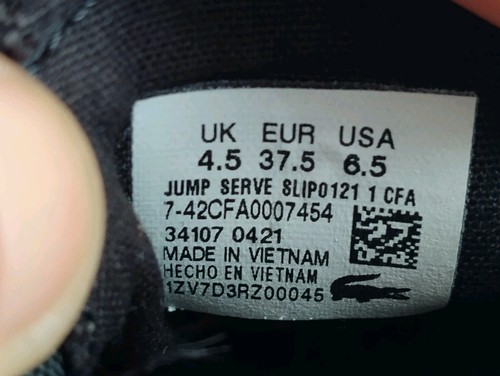 UK EUR USA
4.5 37.5 6.5
JUMP SERVE SLIP0121 1 CFA
7-42CFA0007454
34107 0421
MADE IN VIETNAM
HECHO EN VIETNAM
1ZV7D3RZ00045